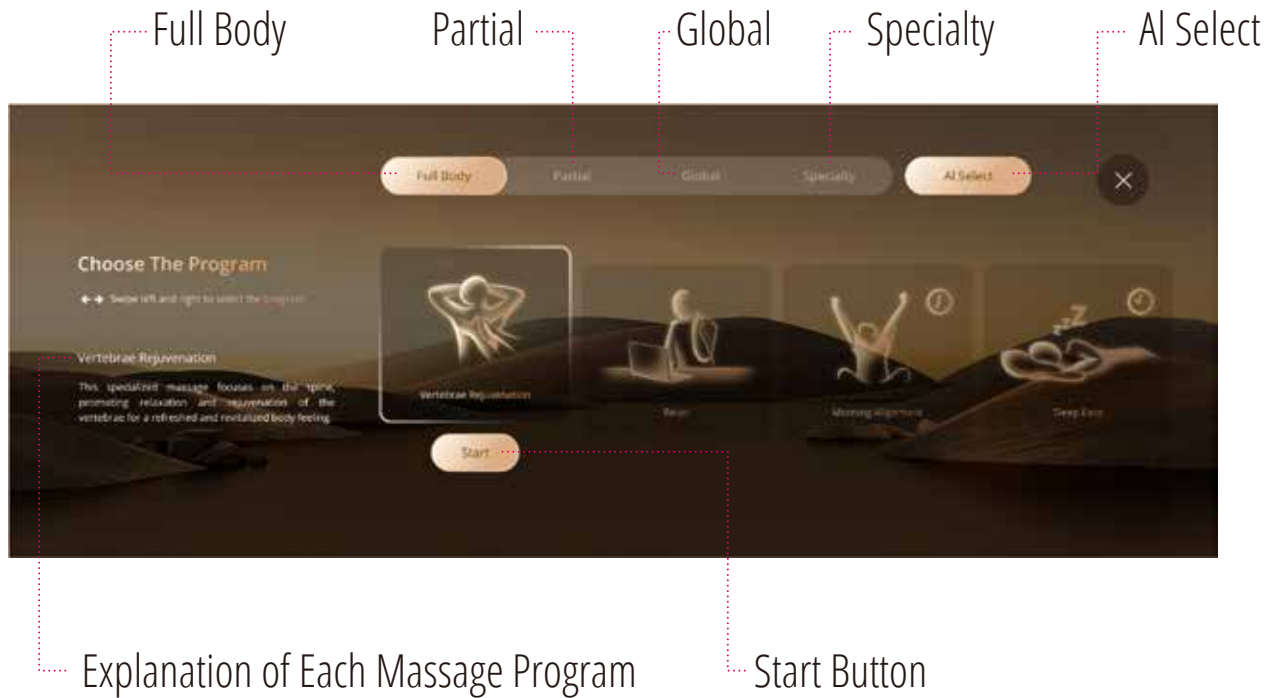 Full Body
Partial
Global
Specialty
Al Select
Full Body
Partial
Global
Specialty
Al Select
Choose The Program
Swipe left and right to select the program
Vertebrae Rejuvenation
This specialized massage focuses on the spine,
promoting relaxation and rejuvenation of the
vertebrae for a refreshed and revitalized body feeling.
Vertebrae Rejuvenation
Relax
Morning Alignment
Sleep Ease
Start
Explanation of Each Massage Program
Start Button